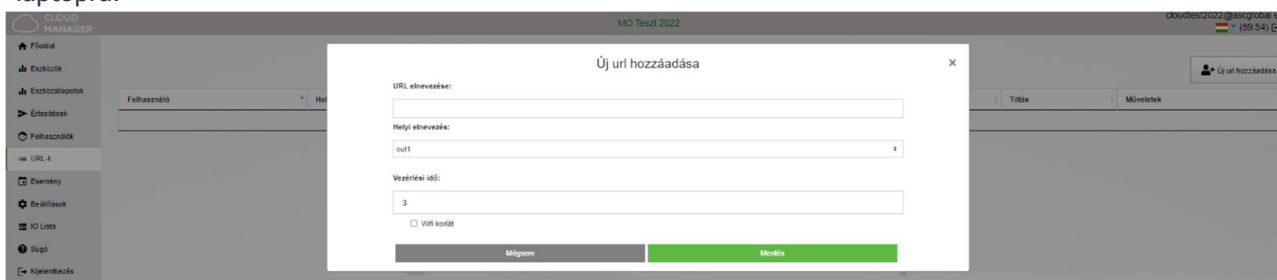 CLOUD MANAGER
MO Teszt 2022
cloudtest2022@ascglobal.e
(59:54)
Főoldal
Eszközök
Eszközállapotok
Értesítések
Felhasználók
URL-k
Esemény
Beállítások
IO Lista
Súgó
Kijelentkezés
Új url hozzáadása
Felhasználó
Hel
Tiltás
Műveletek
Új url hozzáadása
×
URL elnevezése:
Helyi elnevezés:
out1
Vezérlési idő:
3
Wifi korlát
Mégsem
Mentés